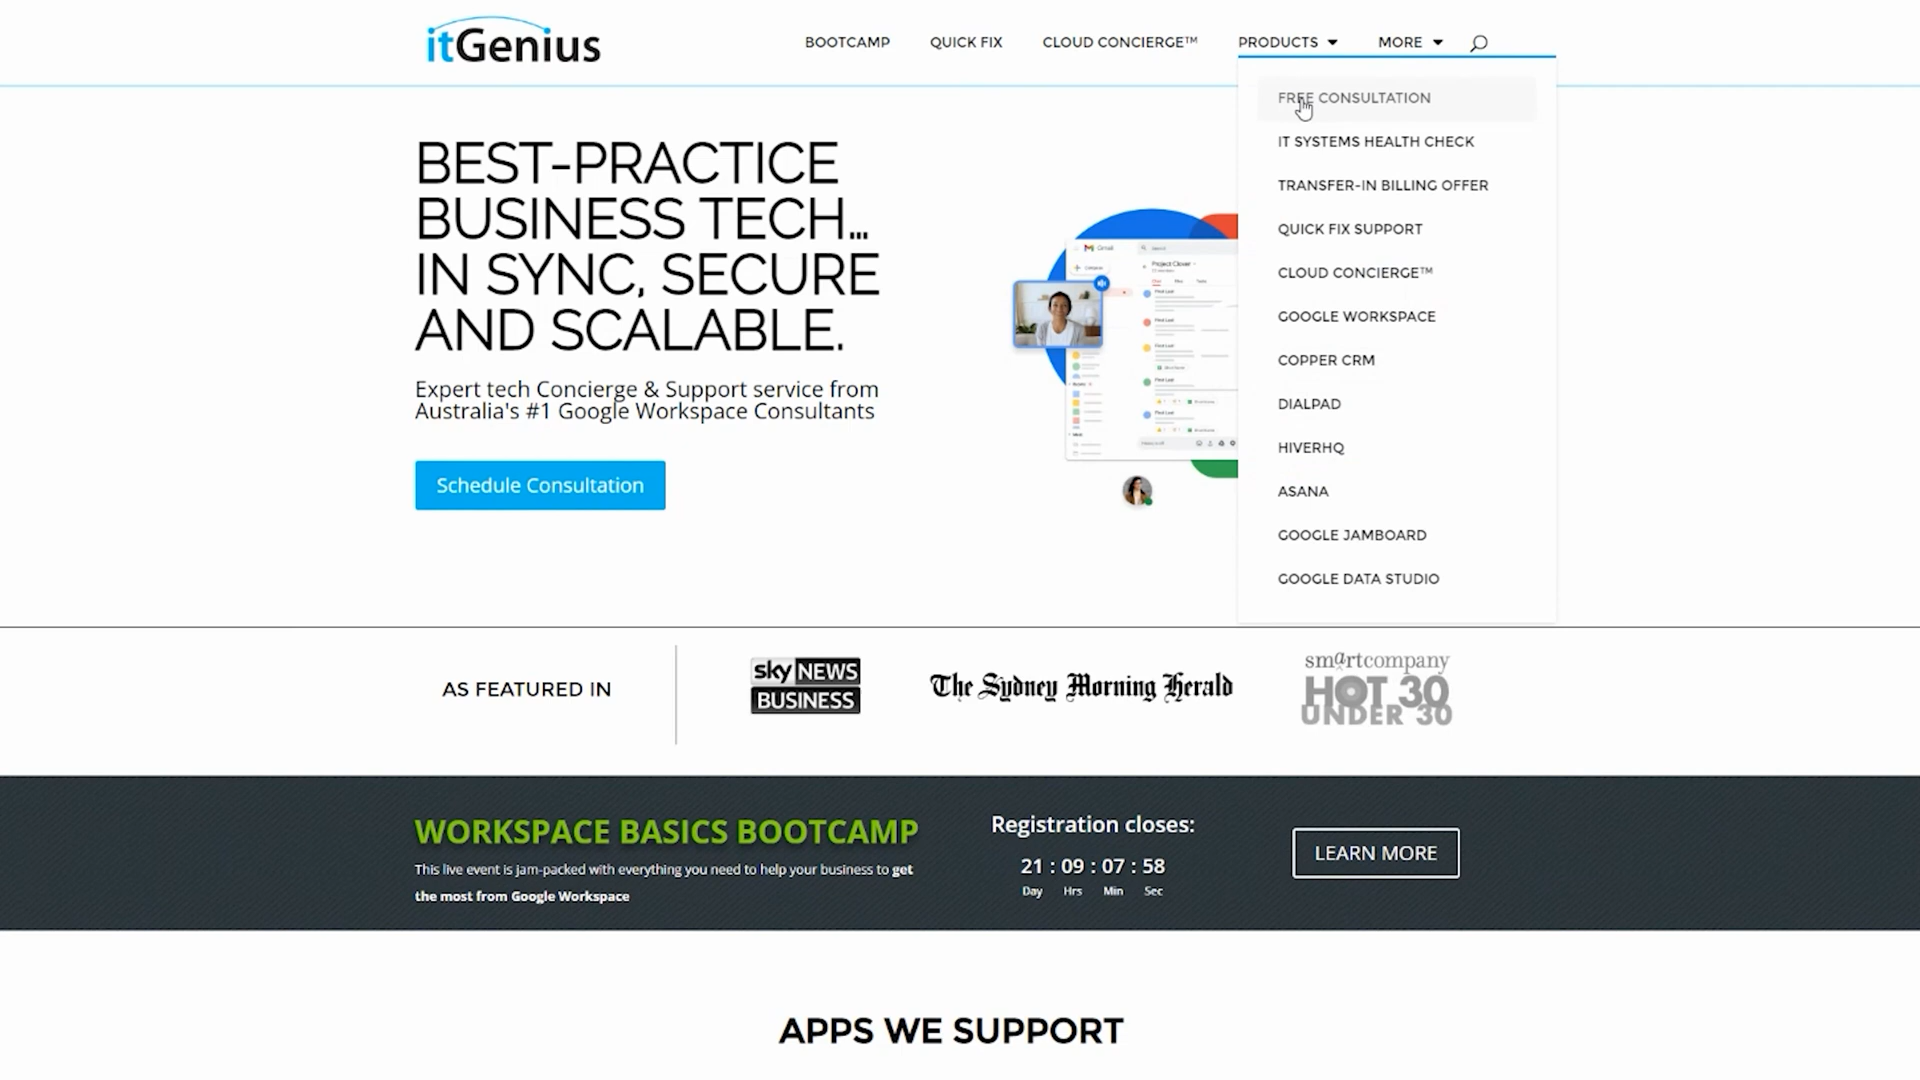 itGenius
BOOTCAMP
QUICK FIX
CLOUD CONCIERGE™
PRODUCTS
MORE
FREE CONSULTATION
IT SYSTEMS HEALTH CHECK
TRANSFER-IN BILLING OFFER
QUICK FIX SUPPORT
CLOUD CONCIERGE™
GOOGLE WORKSPACE
COPPER CRM
DIALPAD
HIVERHQ
ASANA
GOOGLE JAMBOARD
GOOGLE DATA STUDIO
BEST-PRACTICE
BUSINESS TECH...
IN SYNC, SECURE
AND SCALABLE.
Expert tech Concierge & Support service from
Australia's #1 Google Workspace Consultants
Schedule Consultation
Gmail
Search
Compose
Project Clover
AS FEATURED IN
sky NEWS
BUSINESS
The Sydney Morning Herald
smartcompany
HOT 30
UNDER 30
WORKSPACE BASICS BOOTCAMP
This live event is jam-packed with everything you need to help your business to get
the most from Google Workspace
Registration closes:
21 : 09 : 07 : 58
Day Hrs Min Sec
LEARN MORE
APPS WE SUPPORT